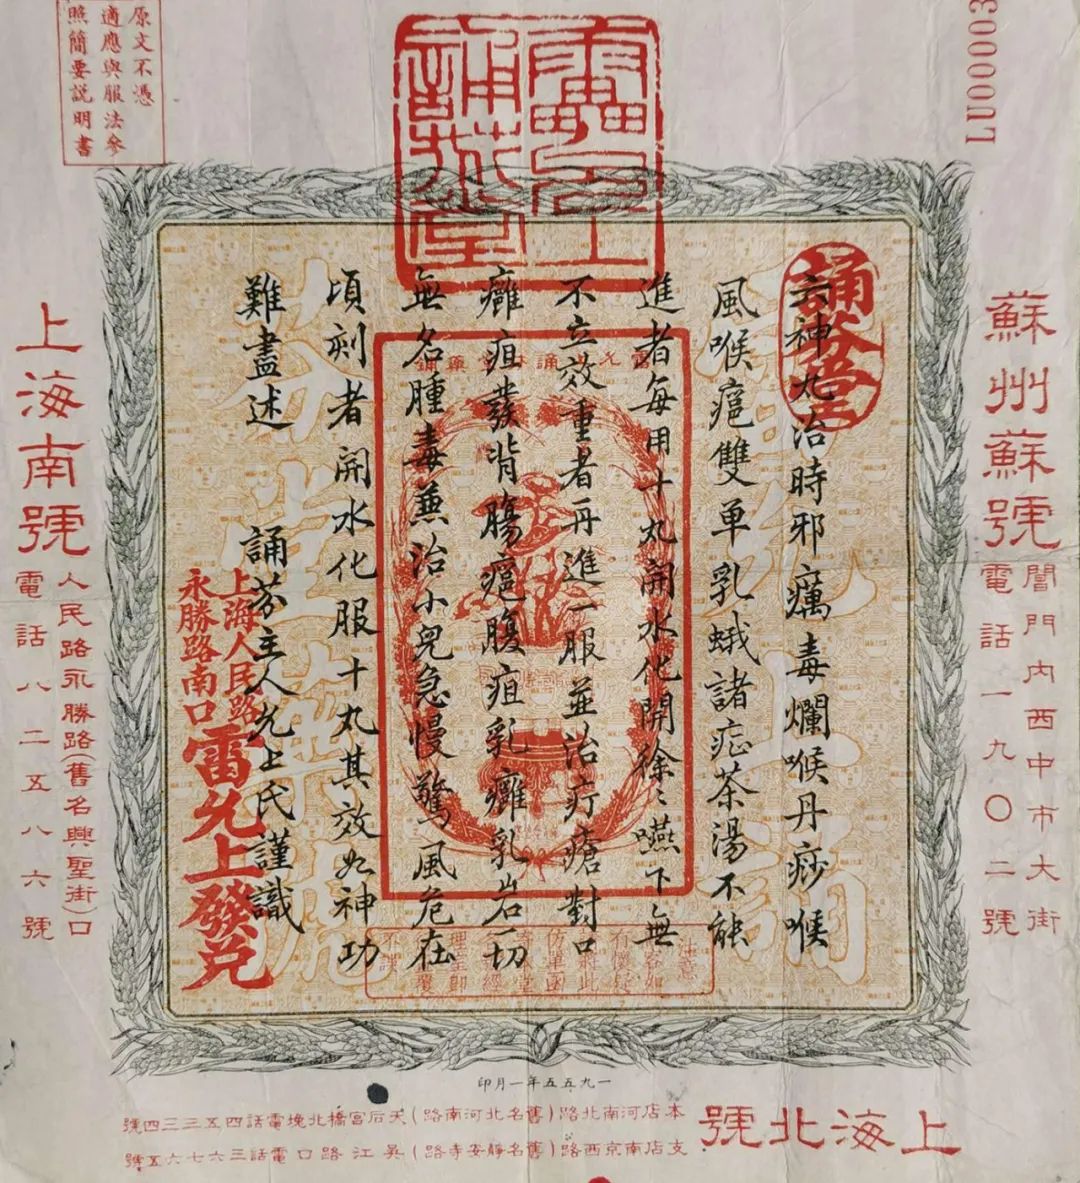 原文不憑
適應與服法參
照簡要說明書
LU00003
雷允上
誦芬堂
誦芬堂
六神丸治時邪癘毒爛喉丹痧喉
風喉癰雙單乳蛾諸症茶湯不能
進者每用十丸開水化開徐〻嚥下無
不立效重者再進一服並治疔瘡對口
癰疽發背腸癰腹疽乳癰乳岩一切
無名腫毒兼治小兒急慢驚風危在
頃刻者開水化服十丸其效如神功
難盡述
誦芬主人允上氏謹識
上海人民路
永勝路南口
雷允上發兌
蘇州蘇號
閶門內西中市大街
電話一九〇二號
上海南號
人民路永勝路(舊名興聖街)口
電話八二五八六號
一九五五年一月印
上海北號
本店河南北路(舊名北河南路)天后宮橋北堍電話四五三三四號
支店南京西路(舊名靜安寺路)吳江路口電話三六七六五號